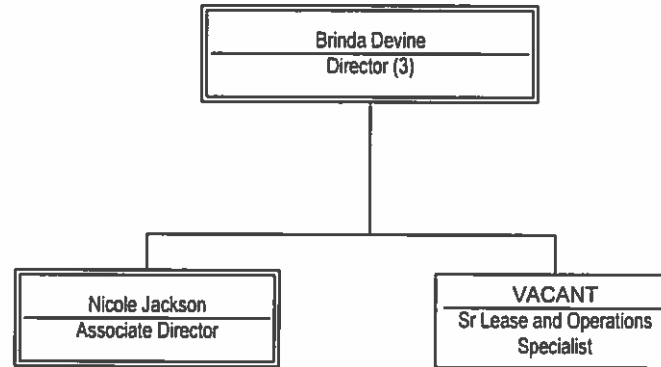 Brinda Devine
Director (3)
Nicole Jackson
Associate Director
VACANT
Sr Lease and Operations
Specialist